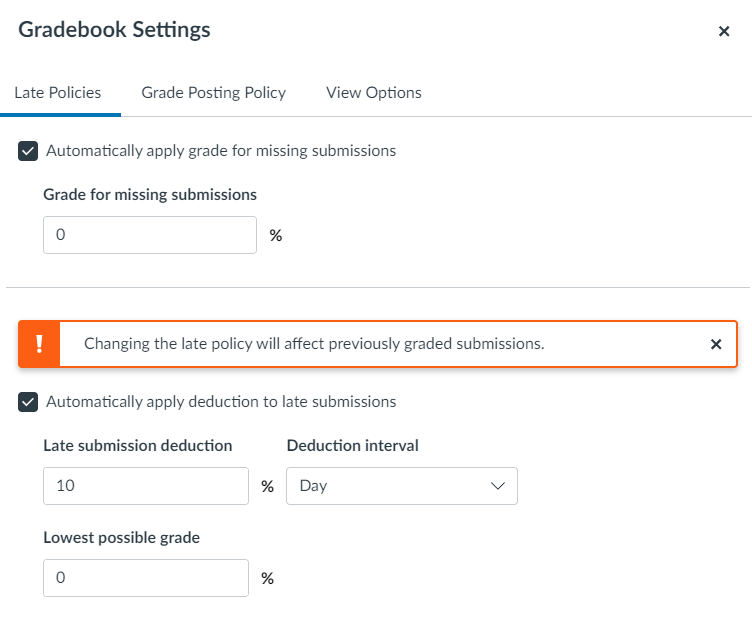 Gradebook Settings
×
Late Policies Grade Posting Policy View Options
Automatically apply grade for missing submissions
Grade for missing submissions
0 %
! Changing the late policy will affect previously graded submissions. ×
Automatically apply deduction to late submissions
Late submission deduction Deduction interval
10 % Day
Lowest possible grade
0 %